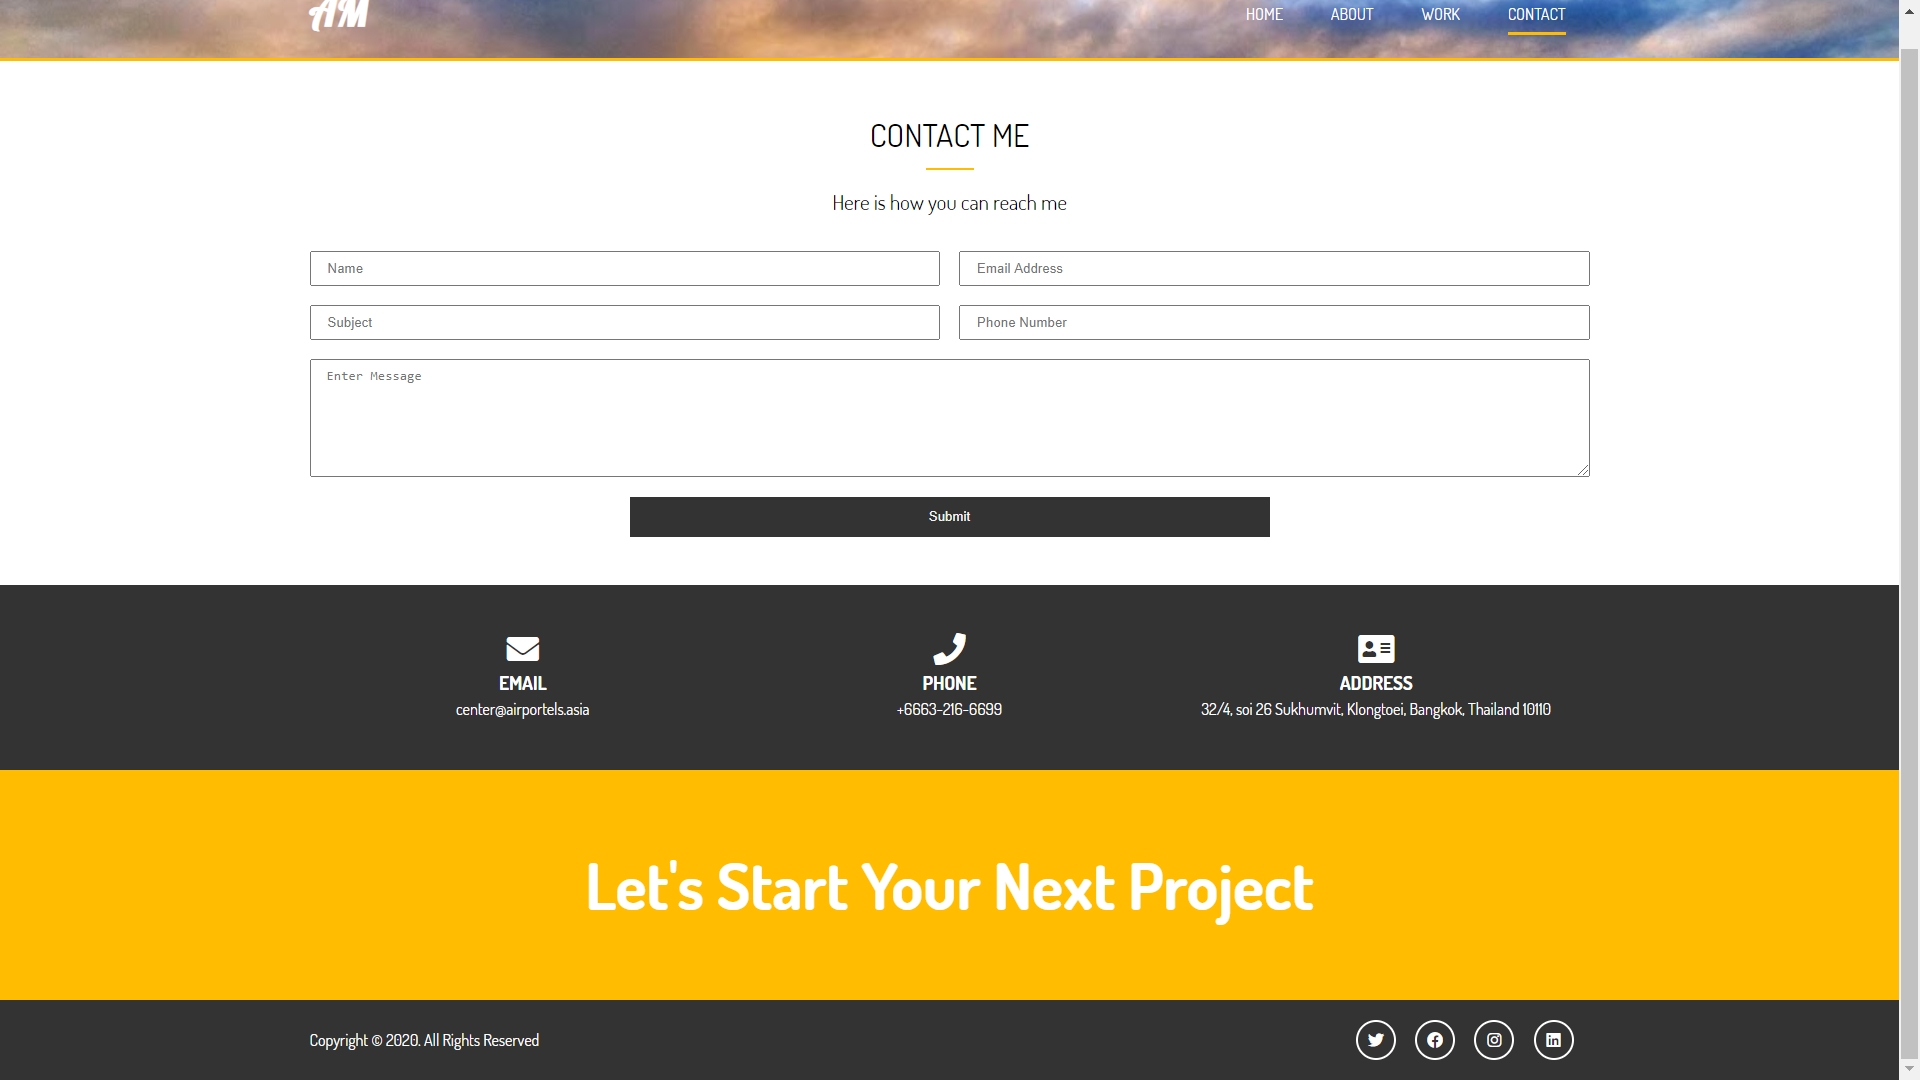 AM
HOME ABOUT WORK CONTACT
CONTACT ME
Here is how you can reach me
Name Email Address
Subject Phone Number
Enter Message
Submit
EMAIL PHONE ADDRESS
center@airportels.asia +6663-216-6699 32/4, soi 26 Sukhumvit, Klongtoei, Bangkok, Thailand 10110
Let's Start Your Next Project
Copyright © 2020. All Rights Reserved